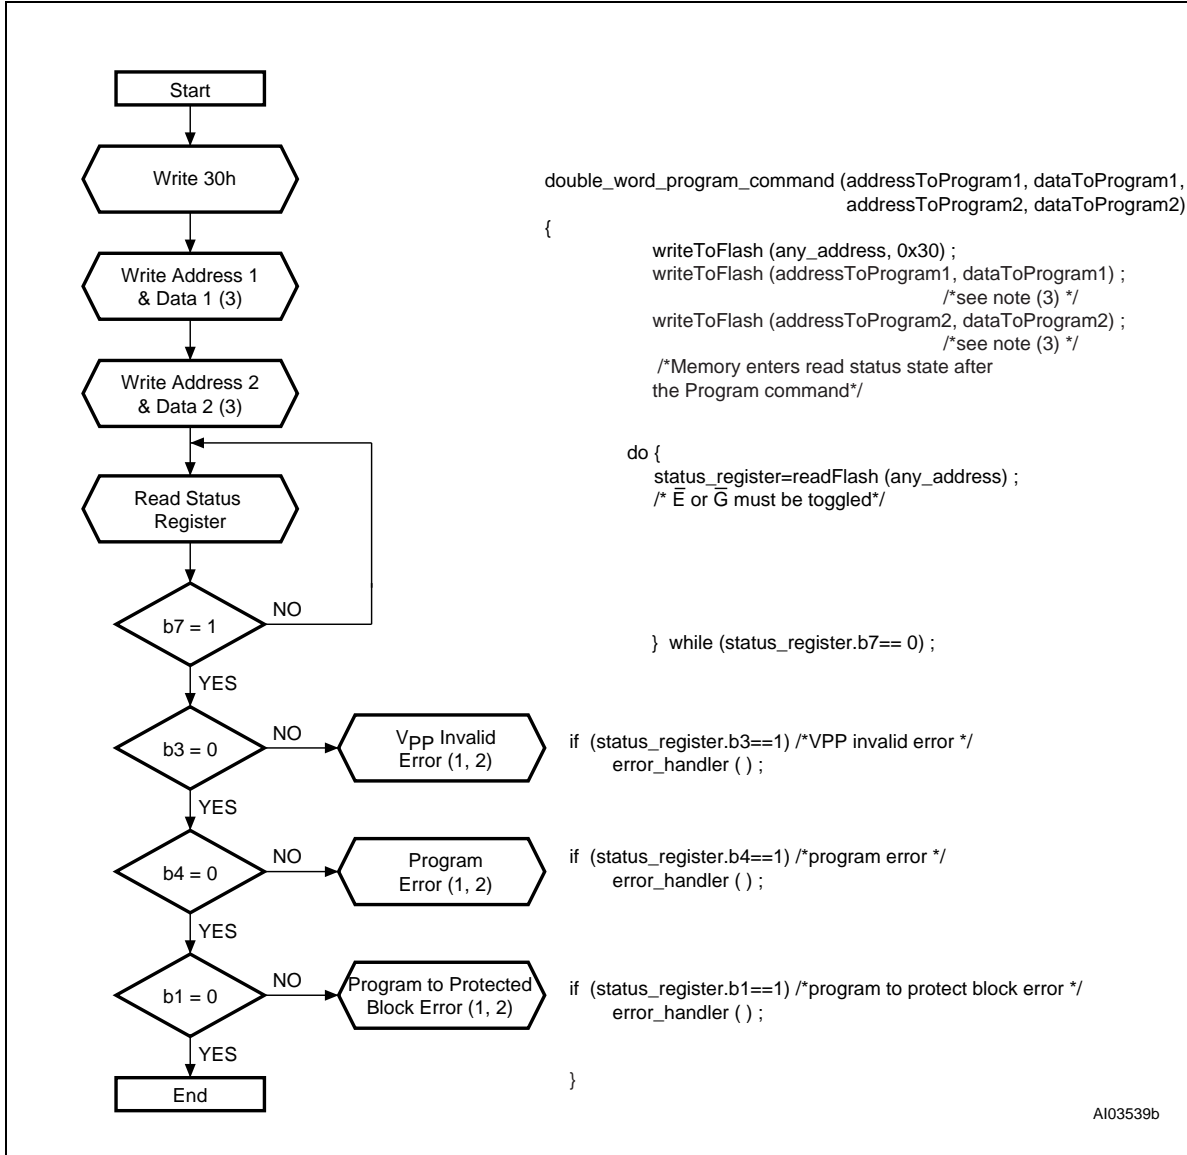 Start
Write 30h
Write Address 1
& Data 1 (3)
Write Address 2
& Data 2 (3)
Read Status
Register
b7 = 1
NO
YES
b3 = 0
NO
VPP Invalid
Error (1, 2)
YES
b4 = 0
NO
Program
Error (1, 2)
YES
b1 = 0
NO
Program to Protected
Block Error (1, 2)
YES
End
double_word_program_command (addressToProgram1, dataToProgram1,
addressToProgram2, dataToProgram2)
{
writeToFlash (any_address, 0x30) ;
writeToFlash (addressToProgram1, dataToProgram1) ;
/*see note (3) */
writeToFlash (addressToProgram2, dataToProgram2) ;
/*see note (3) */
/*Memory enters read status state after
the Program command*/
do {
status_register=readFlash (any_address) ;
/* E̅ or G̅ must be toggled*/
} while (status_register.b7== 0) ;
if (status_register.b3==1) /*VPP invalid error */
error_handler ( ) ;
if (status_register.b4==1) /*program error */
error_handler ( ) ;
if (status_register.b1==1) /*program to protect block error */
error_handler ( ) ;
}
AI03539b